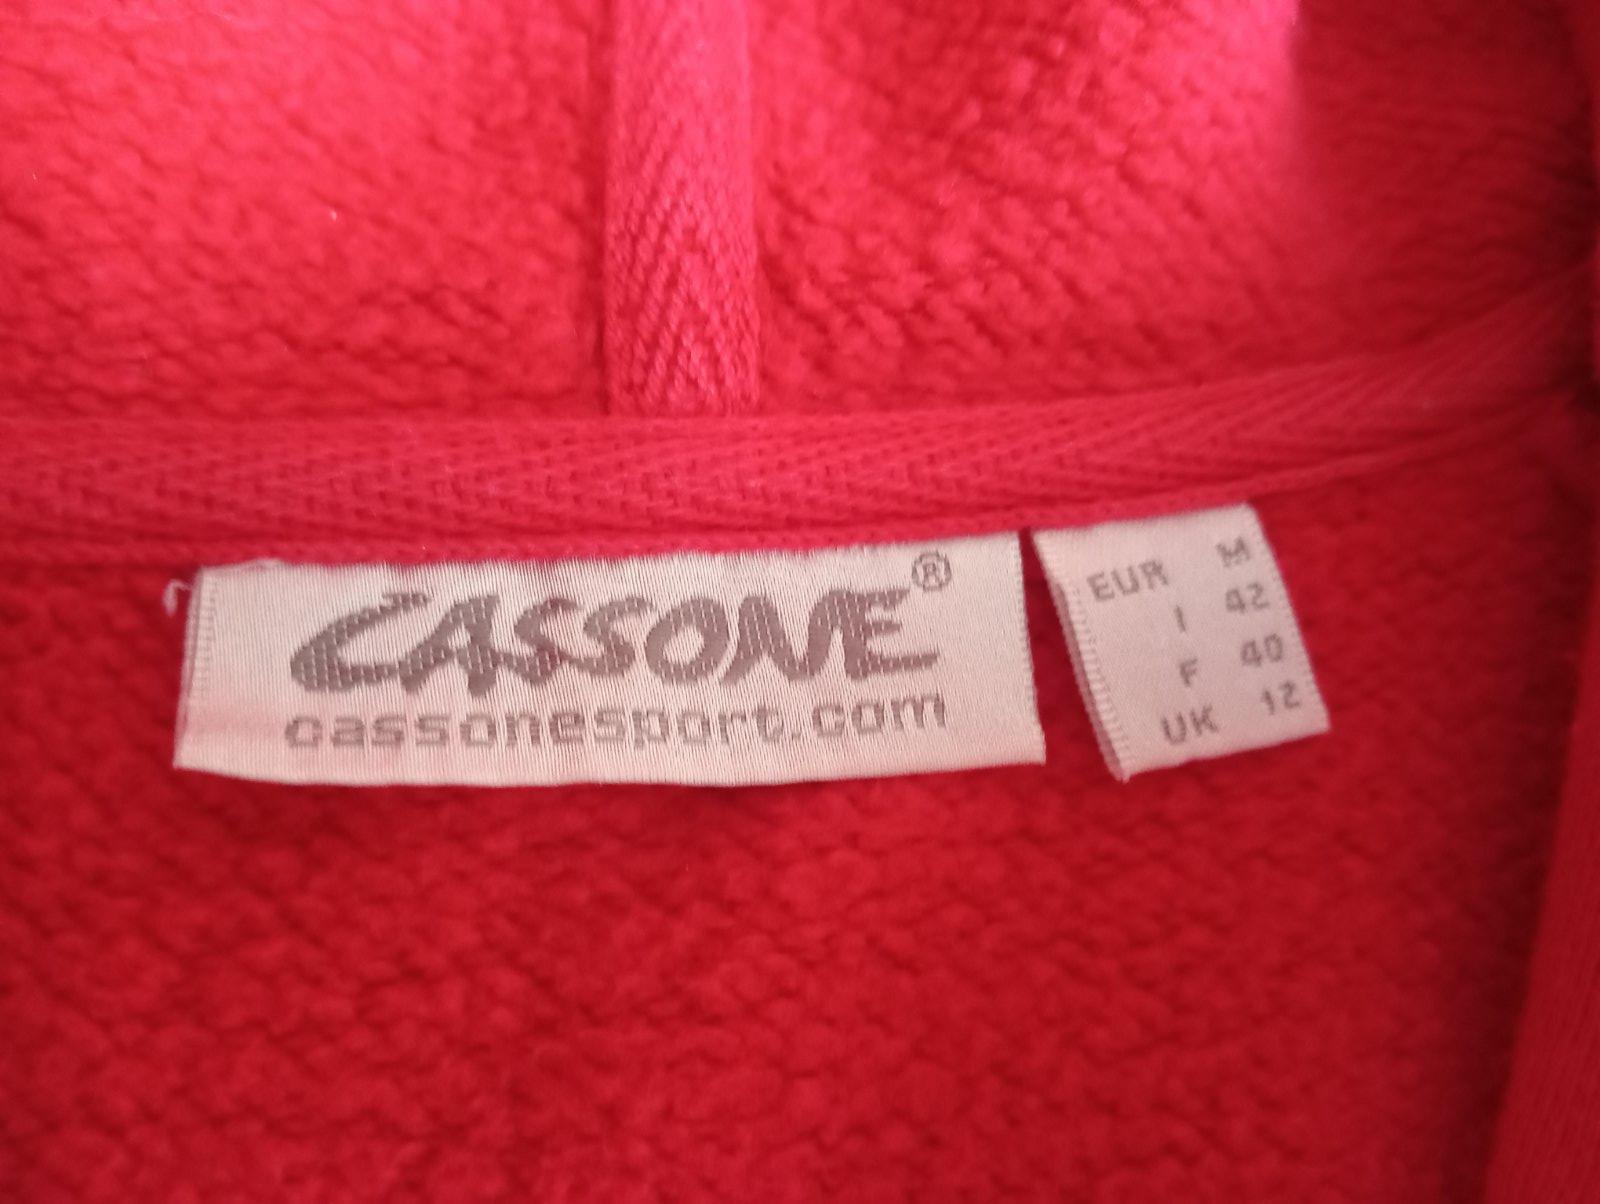 CASSONE®
cassonesport.com
EUR M
I 42
F 40
UK 12